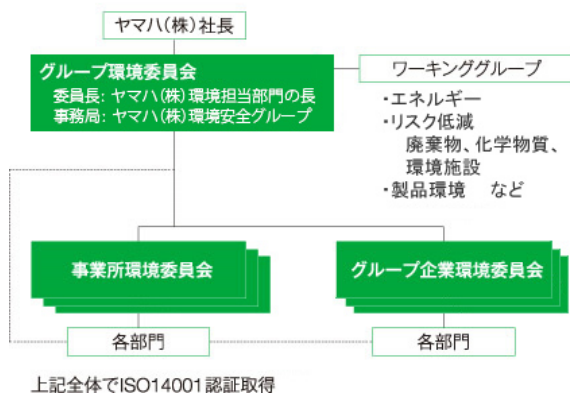 ヤマハ(株)社長
グループ環境委員会
委員長: ヤマハ(株)環境担当部門の長
事務局: ヤマハ(株)環境安全グループ
ワーキンググループ
・エネルギー
・リスク低減
廃棄物、化学物質、
環境施設
・製品環境 など
事業所環境委員会
グループ企業環境委員会
各部門
各部門
上記全体でISO14001認証取得